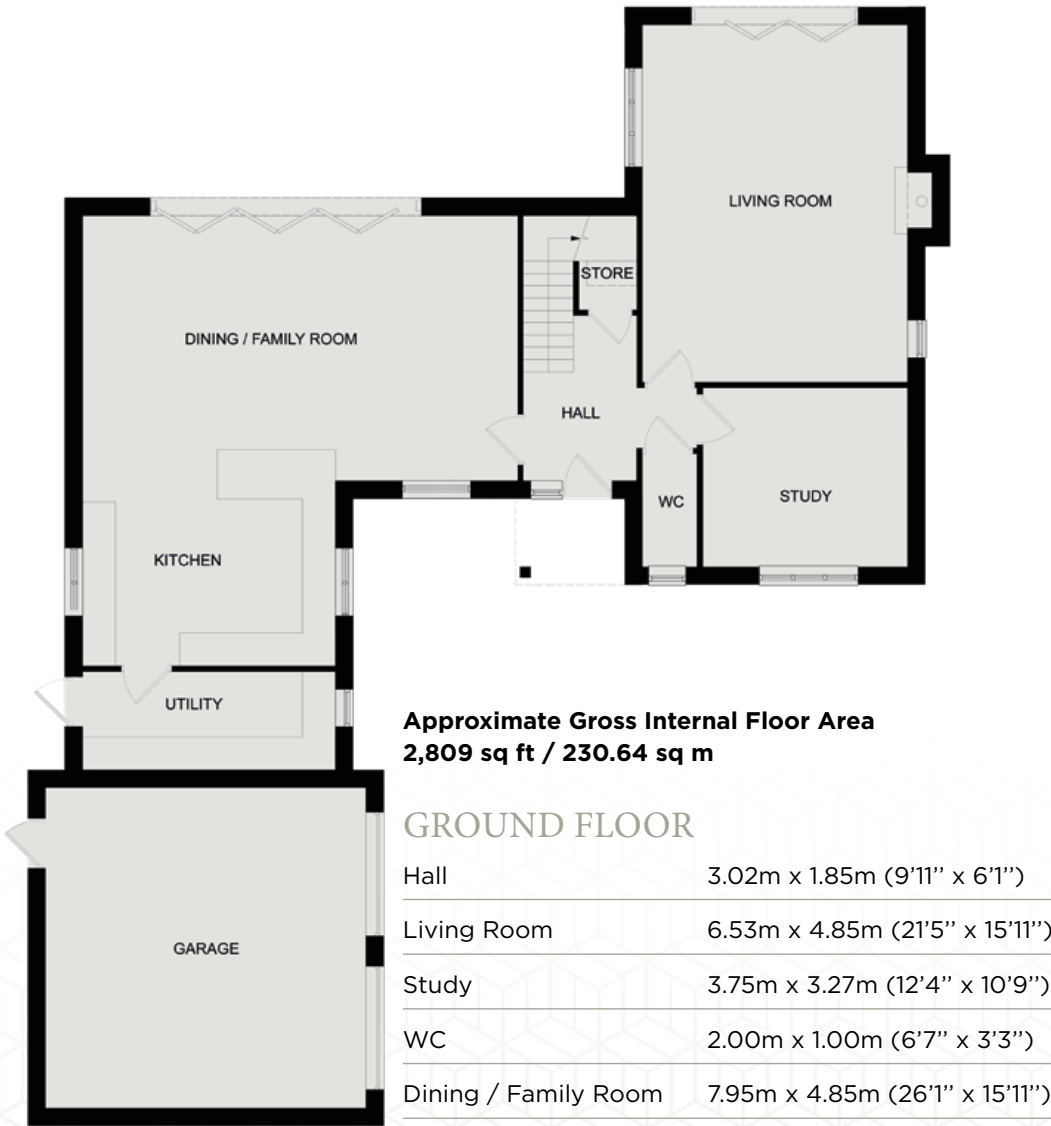 LIVING ROOM
STORE
DINING / FAMILY ROOM
HALL
STUDY
WC
KITCHEN
UTILITY
GARAGE
Approximate Gross Internal Floor Area
2,809 sq ft / 230.64 sq m
GROUND FLOOR
Hall 3.02m x 1.85m (9'11'' x 6'1'')
Living Room 6.53m x 4.85m (21'5'' x 15'11'')
Study 3.75m x 3.27m (12'4'' x 10'9'')
WC 2.00m x 1.00m (6'7'' x 3'3'')
Dining / Family Room 7.95m x 4.85m (26'1'' x 15'11'')